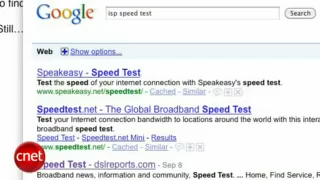 to find
Still...
Google
isp speed test
Search
Web Show options...
Speakeasy - Speed Test
Test the speed of your internet connection with Speakeasy's speed test.
www.speakeasy.net/speedtest/ - Cached - Similar
Speedtest.net - The Global Broadband Speed Test
Test your Internet connection bandwidth to locations around the world with this intera
broadband speed test.
Speed Test - Speedtest.net Mini - Results
www.speedtest.net/ - Cached - Similar
Speed Test - dslreports.com - Sep 8
Broadband news, information and community, Speed Test. ... Home, Find Service, R
cnet